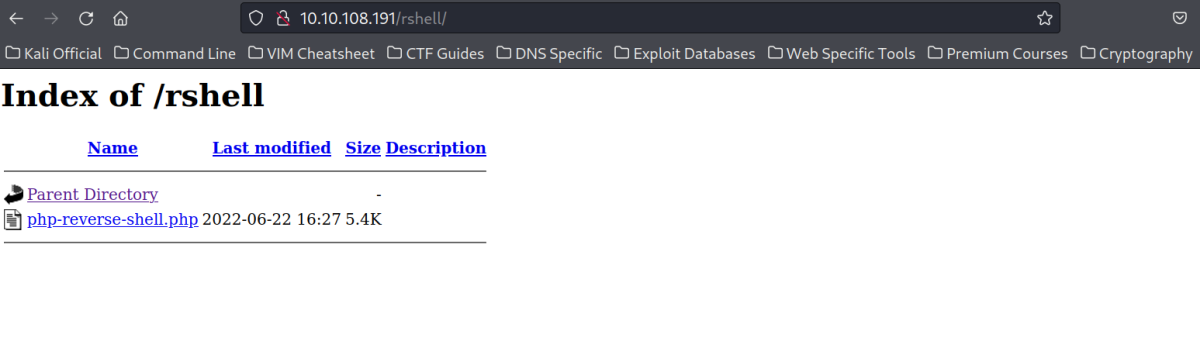 10.10.108.191/rshell/
Kali Official Command Line VIM Cheatsheet CTF Guides DNS Specific Exploit Databases Web Specific Tools Premium Courses Cryptography
Index of /rshell
Name Last modified Size Description
Parent Directory -
php-reverse-shell.php 2022-06-22 16:27 5.4K